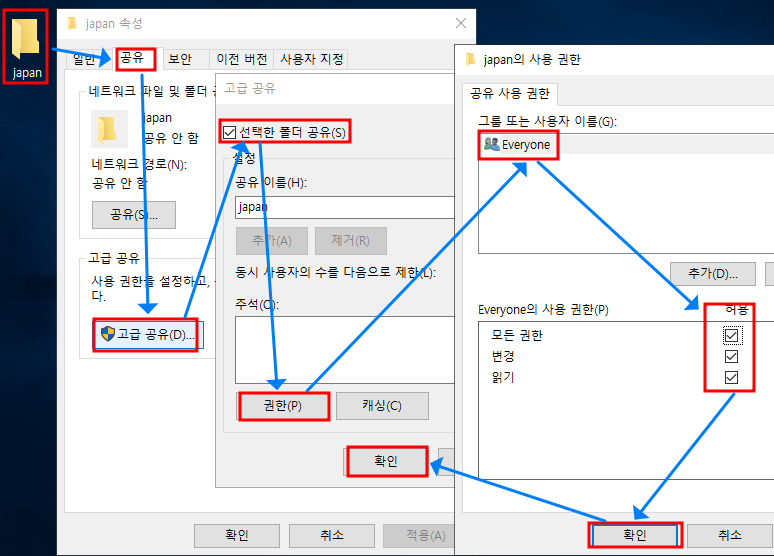 japan
japan 속성
일반
공유
보안
이전 버전
사용자 지정
네트워크 파일 및 폴더 공
japan
공유 안 함
네트워크 경로(N):
공유 안 함
공유(S)...
고급 공유
사용 권한을 설정하고,
다.
고급 공유(D)...
확인
취소
적용(A)
고급 공유
선택한 폴더 공유(S)
설정
공유 이름(H):
japan
추가(A)
제거(R)
동시 사용자의 수를 다음으로 제한(L):
주석(O):
권한(P)
캐싱(C)
확인
japan의 사용 권한
공유 사용 권한
그룹 또는 사용자 이름(G):
Everyone
추가(D)...
Everyone의 사용 권한(P)
허용
모든 권한
변경
읽기
확인
취소